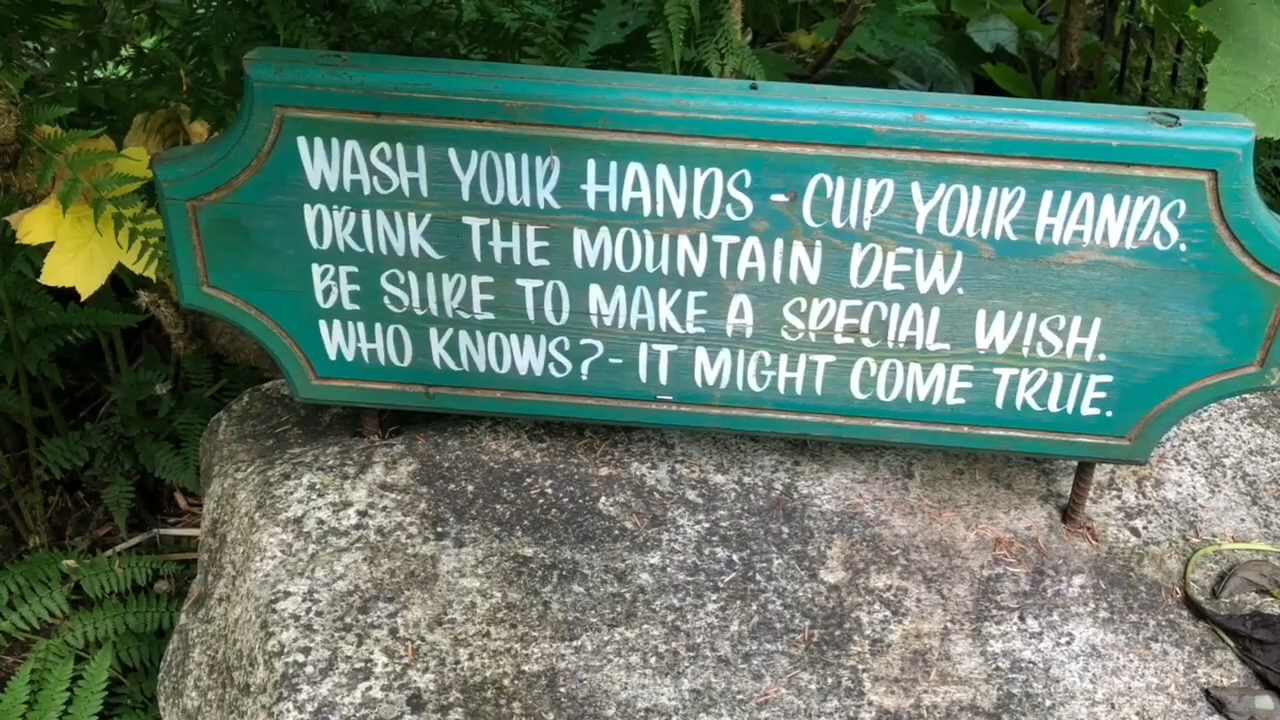 WASH YOUR HANDS - CUP YOUR HANDS.
DRINK THE MOUNTAIN DEW.
BE SURE TO MAKE A SPECIAL WISH.
WHO KNOWS? - IT MIGHT COME TRUE.